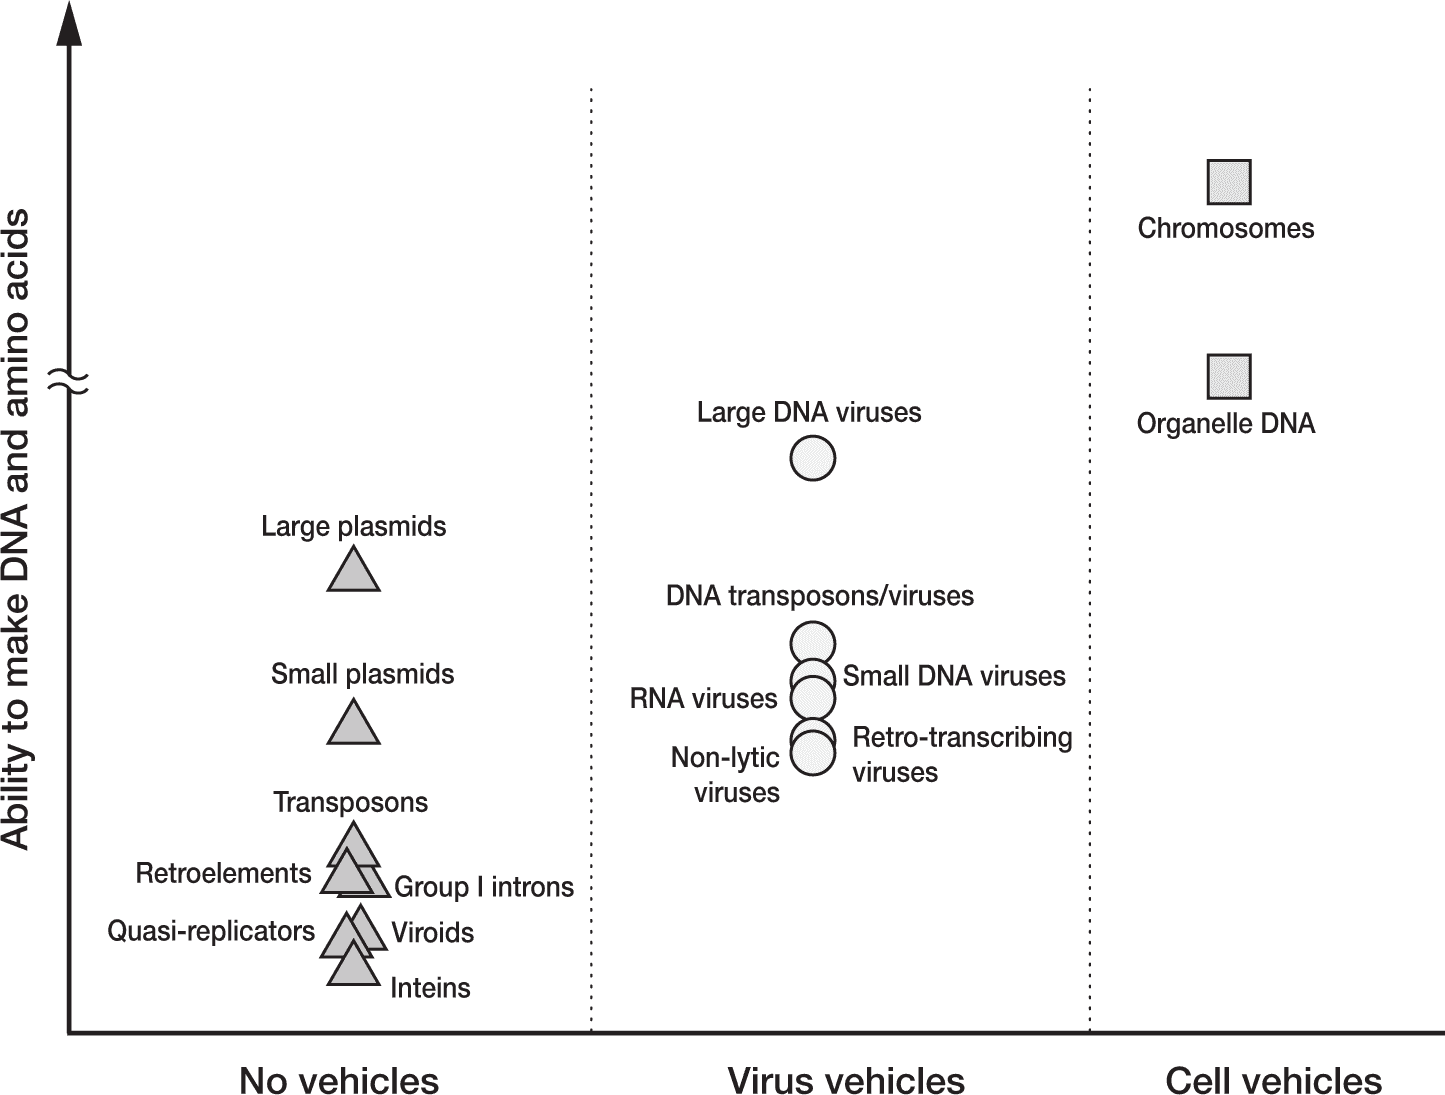 Ability to make DNA and amino acids
Chromosomes
Organelle DNA
Large DNA viruses
Large plasmids
DNA transposons/viruses
Small plasmids
Small DNA viruses
RNA viruses
Retro-transcribing
viruses
Non-lytic
viruses
Transposons
Retroelements
Group I introns
Quasi-replicators
Viroids
Inteins
No vehicles
Virus vehicles
Cell vehicles